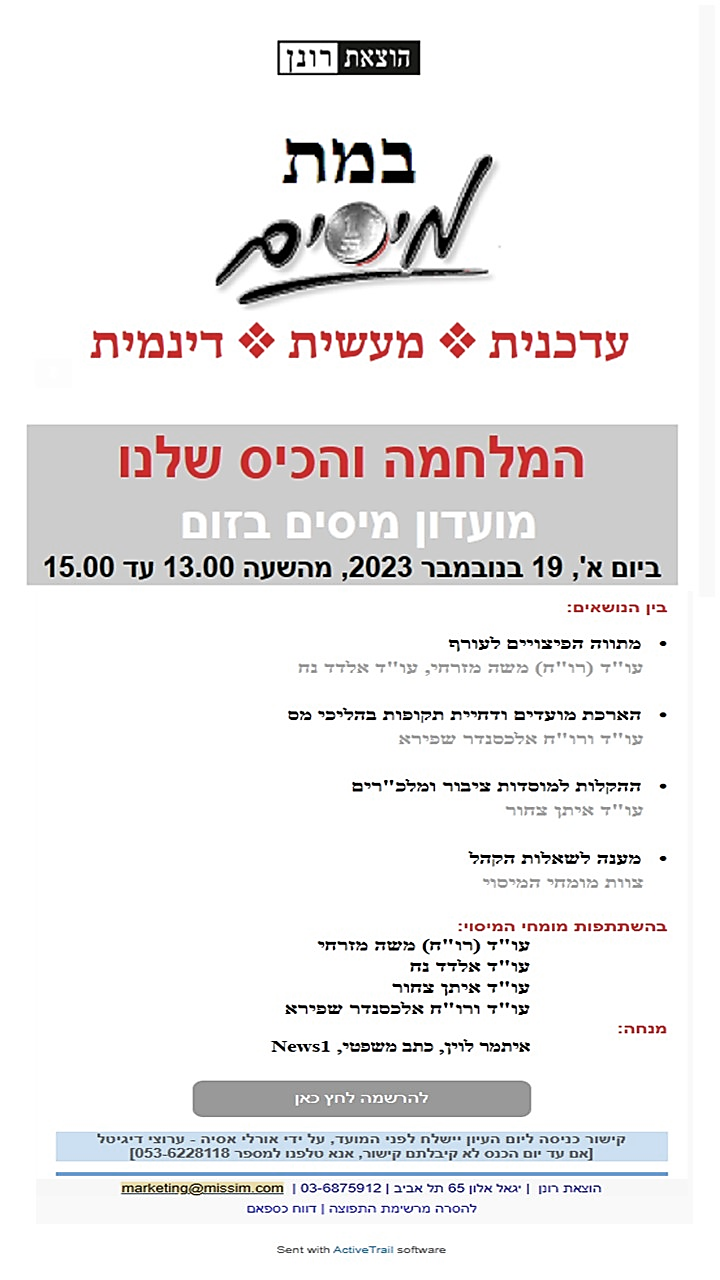 הוצאת רונן
במת
מיסים
עדכנית ❖ מעשית ❖ דינמית
המלחמה והכיס שלנו
מועדון מיסים בזום
ביום א', 19 בנובמבר 2023, מהשעה 13.00 עד 15.00
בין הנושאים:
• מתווה הפיצויים לעורף
עו"ד (רו"ח) משה מזרחי, עו"ד אלדד נח
• הארכת מועדים ודחיית תקופות בהליכי מס
עו"ד ורו"ח אלכסנדר שפירא
• ההקלות למוסדות ציבור ומלכ"רים
עו"ד איתן צחור
• מענה לשאלות הקהל
צוות מומחי המיסוי
בהשתתפות מומחי המיסוי:
עו"ד (רו"ח) משה מזרחי
עו"ד אלדד נח
עו"ד איתן צחור
עו"ד ורו"ח אלכסנדר שפירא
מנחה:
איתמר לוין, כתב משפטי, News1
להרשמה לחץ כאן
קישור כניסה ליום העיון יישלח לפני המועד, על ידי אורלי אסיה - ערוצי דיגיטל
[אם עד יום הכנס לא קיבלתם קישור, אנא טלפנו למספר 053-6228118]
הוצאת רונן | יגאל אלון 65 תל אביב | 03-6875912 | marketing@missim.com
להסרה מרשימת התפוצה | דווח כספאם
Sent with ActiveTrail software